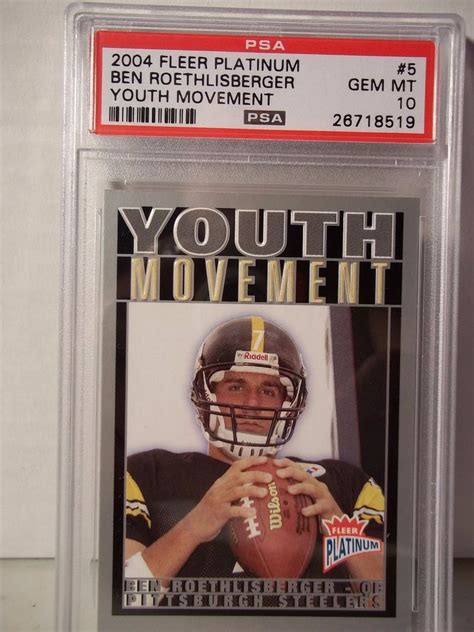 PSA
2004 FLEER PLATINUM #5
BEN ROETHLISBERGER GEM MT
YOUTH MOVEMENT 10
PSA 26718519
YOUTH
MOVEMENT
7
Riddell
Wilson
FLEER
PLATINUM
BEN ROETHLISBERGER - QB
PITTSBURGH STEELERS